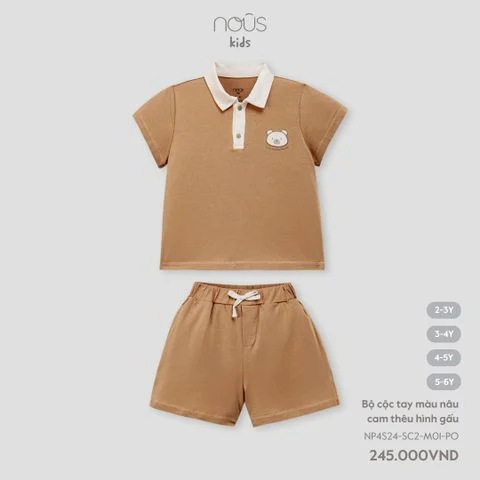 noūs
kids
2-3Y
3-4Y
4-5Y
5-6Y
Bộ cộc tay màu nâu
cam thêu hình gấu
NP4S24-SC2-M01-PO
245.000VND